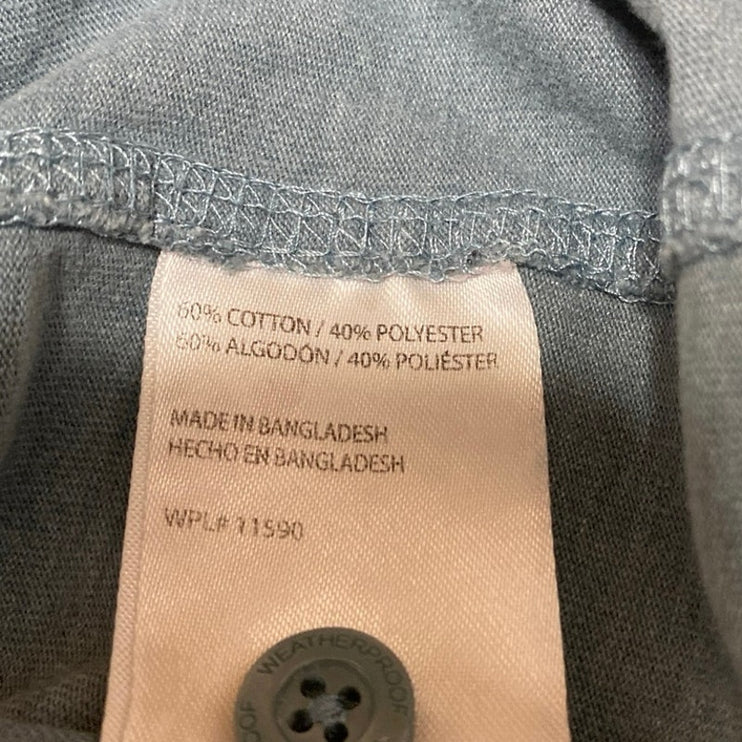 60% COTTON / 40% POLYESTER
60% ALGODÓN / 40% POLIÉSTER
MADE IN BANGLADESH
HECHO EN BANGLADESH
WPL# 11590
WEATHERPROOF